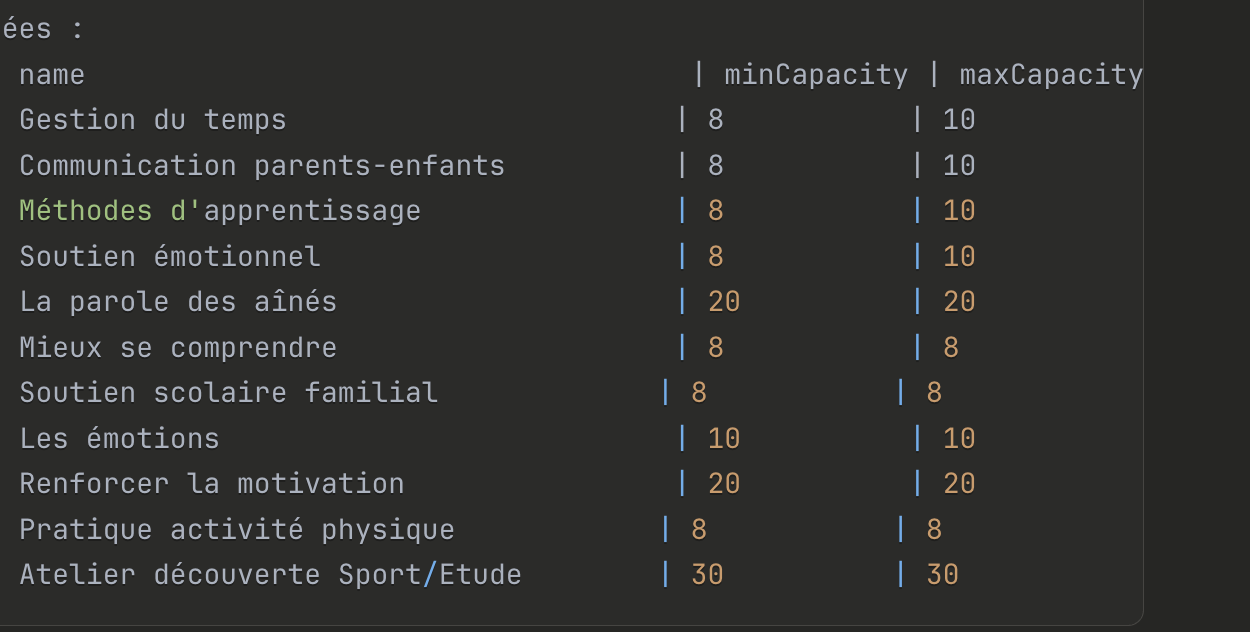 ées :
name | minCapacity | maxCapacity
Gestion du temps | 8 | 10
Communication parents-enfants | 8 | 10
Méthodes d'apprentissage | 8 | 10
Soutien émotionnel | 8 | 10
La parole des aînés | 20 | 20
Mieux se comprendre | 8 | 8
Soutien scolaire familial | 8 | 8
Les émotions | 10 | 10
Renforcer la motivation | 20 | 20
Pratique activité physique | 8 | 8
Atelier découverte Sport/Etude | 30 | 30